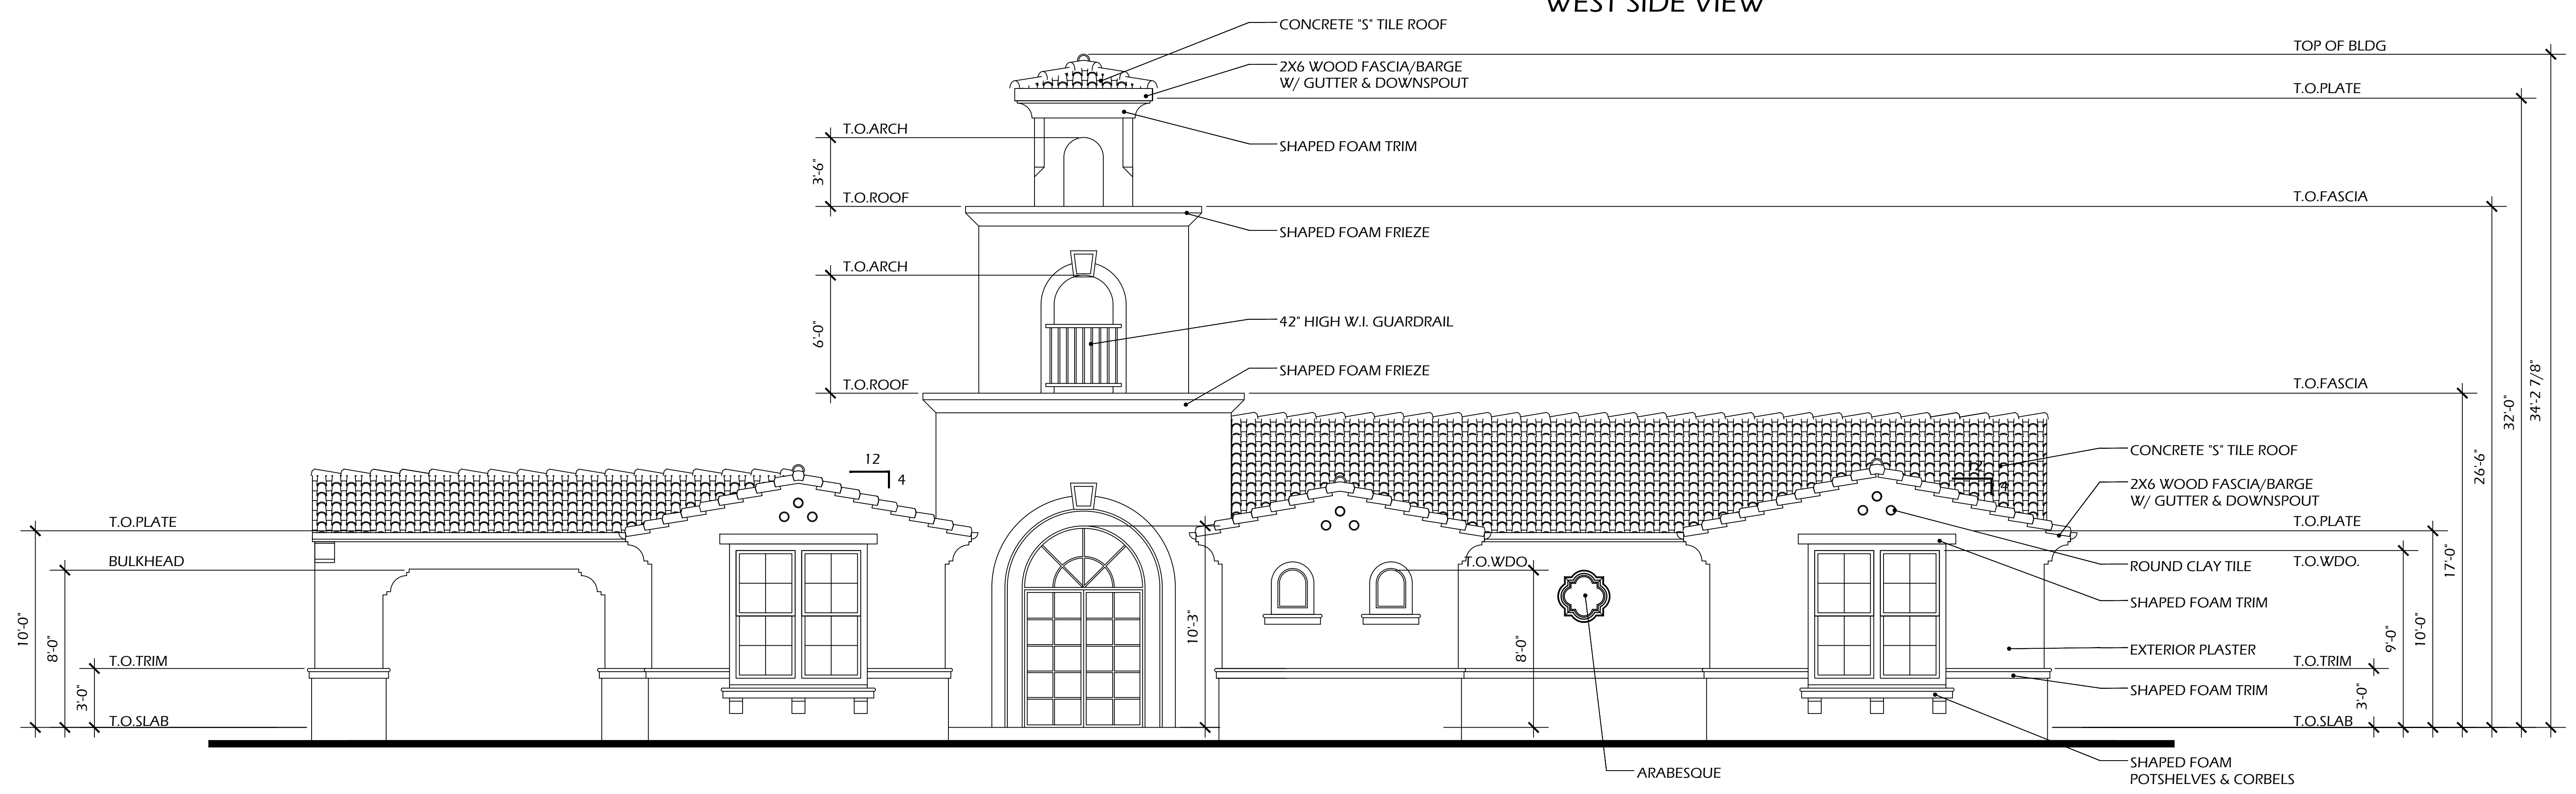 WEST SIDE VIEW
CONCRETE "S" TILE ROOF
TOP OF BLDG
2X6 WOOD FASCIA/BARGE
W/ GUTTER & DOWNSPOUT
T.O.PLATE
T.O.ARCH
SHAPED FOAM TRIM
3'-6"
T.O.ROOF
T.O.FASCIA
SHAPED FOAM FRIEZE
T.O.ARCH
42" HIGH W.I. GUARDRAIL
6'-0"
SHAPED FOAM FRIEZE
T.O.ROOF
T.O.FASCIA
32'-0"
34'-2 7/8"
26'-6"
17'-0"
12
4
12
4
CONCRETE "S" TILE ROOF
2X6 WOOD FASCIA/BARGE
W/ GUTTER & DOWNSPOUT
T.O.PLATE
T.O.PLATE
BULKHEAD
T.O.WDO.
T.O.WDO.
ROUND CLAY TILE
SHAPED FOAM TRIM
10'-0"
8'-0"
10'-3"
8'-0"
9'-0"
10'-0"
EXTERIOR PLASTER
T.O.TRIM
T.O.TRIM
3'-0"
SHAPED FOAM TRIM
3'-0"
T.O.SLAB
T.O.SLAB
ARABESQUE
SHAPED FOAM
POTSHELVES & CORBELS